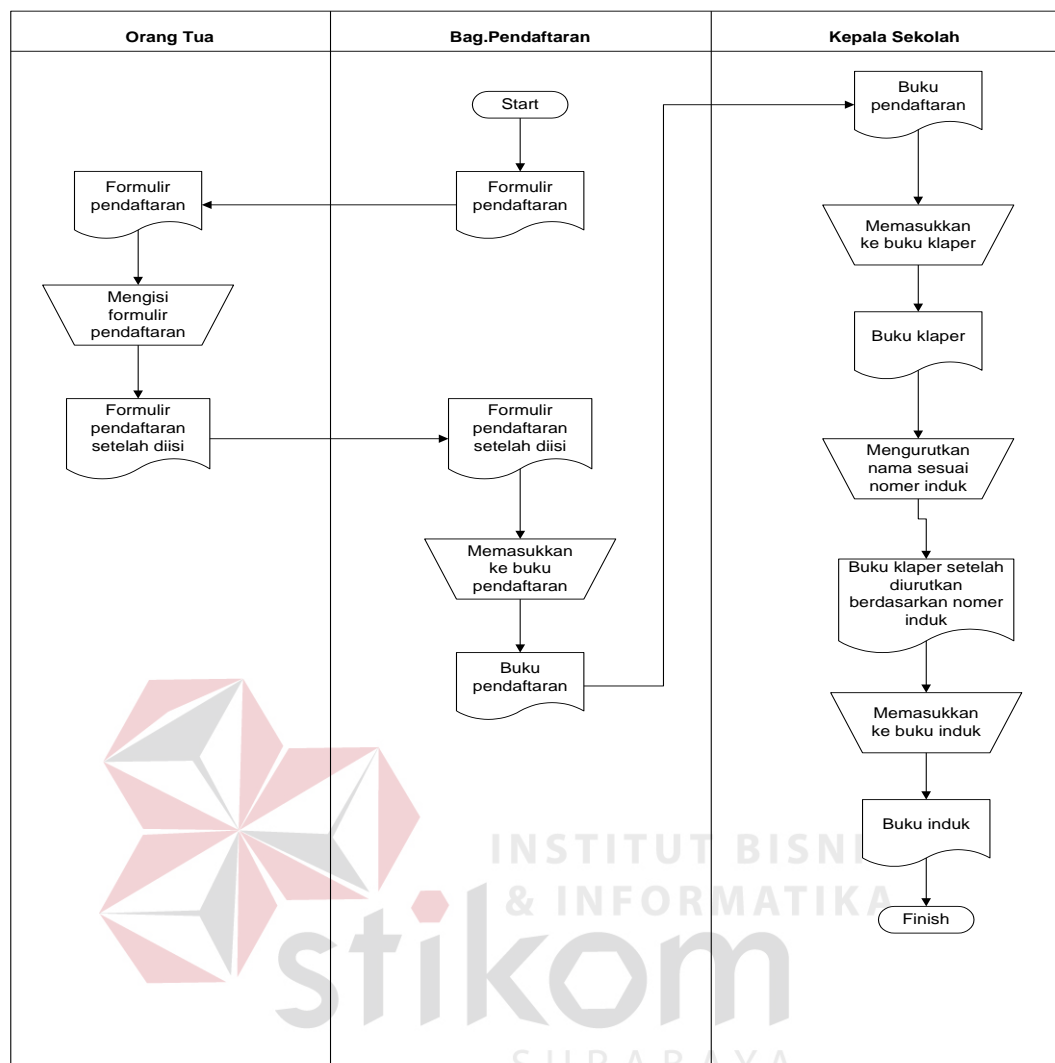 Orang Tua
Bag.Pendaftaran
Kepala Sekolah
Start
Formulir
pendaftaran
Formulir
pendaftaran
Mengisi
formulir
pendaftaran
Formulir
pendaftaran
setelah diisi
Formulir
pendaftaran
setelah diisi
Memasukkan
ke buku
pendaftaran
Buku
pendaftaran
Buku
pendaftaran
Memasukkan
ke buku klaper
Buku klaper
Mengurutkan
nama sesuai
nomer induk
Buku klaper setelah
diurutkan
berdasarkan nomer
induk
Memasukkan
ke buku induk
Buku induk
Finish
INSTITUT BISNI
& INFORMATIKA
stikom
SURABAYA